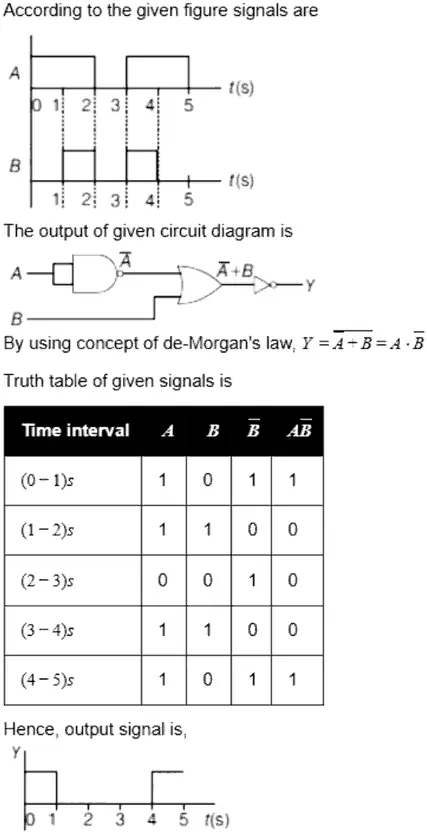 According to the given figure signals are
A
0 1 2 3 4 5 t(s)
B
1 2 3 4 5 t(s)
The output of given circuit diagram is
A Ā Ā+B Y
B
By using concept of de-Morgan's law, Y = \overline{A + B} = A · B̅
Truth table of given signals is
Time interval A B B̅ AB̅
(0 − 1)s 1 0 1 1
(1 − 2)s 1 1 0 0
(2 − 3)s 0 0 1 0
(3 − 4)s 1 1 0 0
(4 − 5)s 1 0 1 1
Hence, output signal is,
Y
0 1 2 3 4 5 t(s)